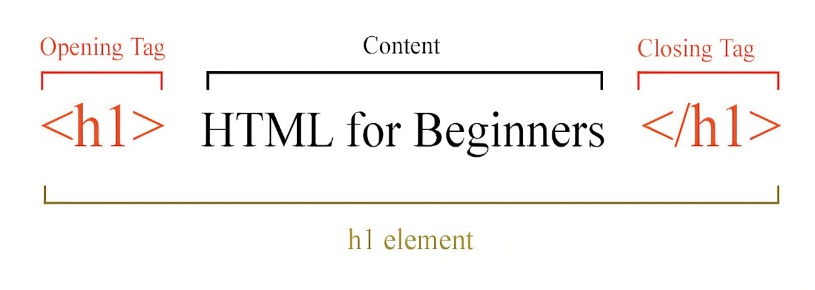 Opening Tag Content Closing Tag
<h1> HTML for Beginners </h1>
h1 element